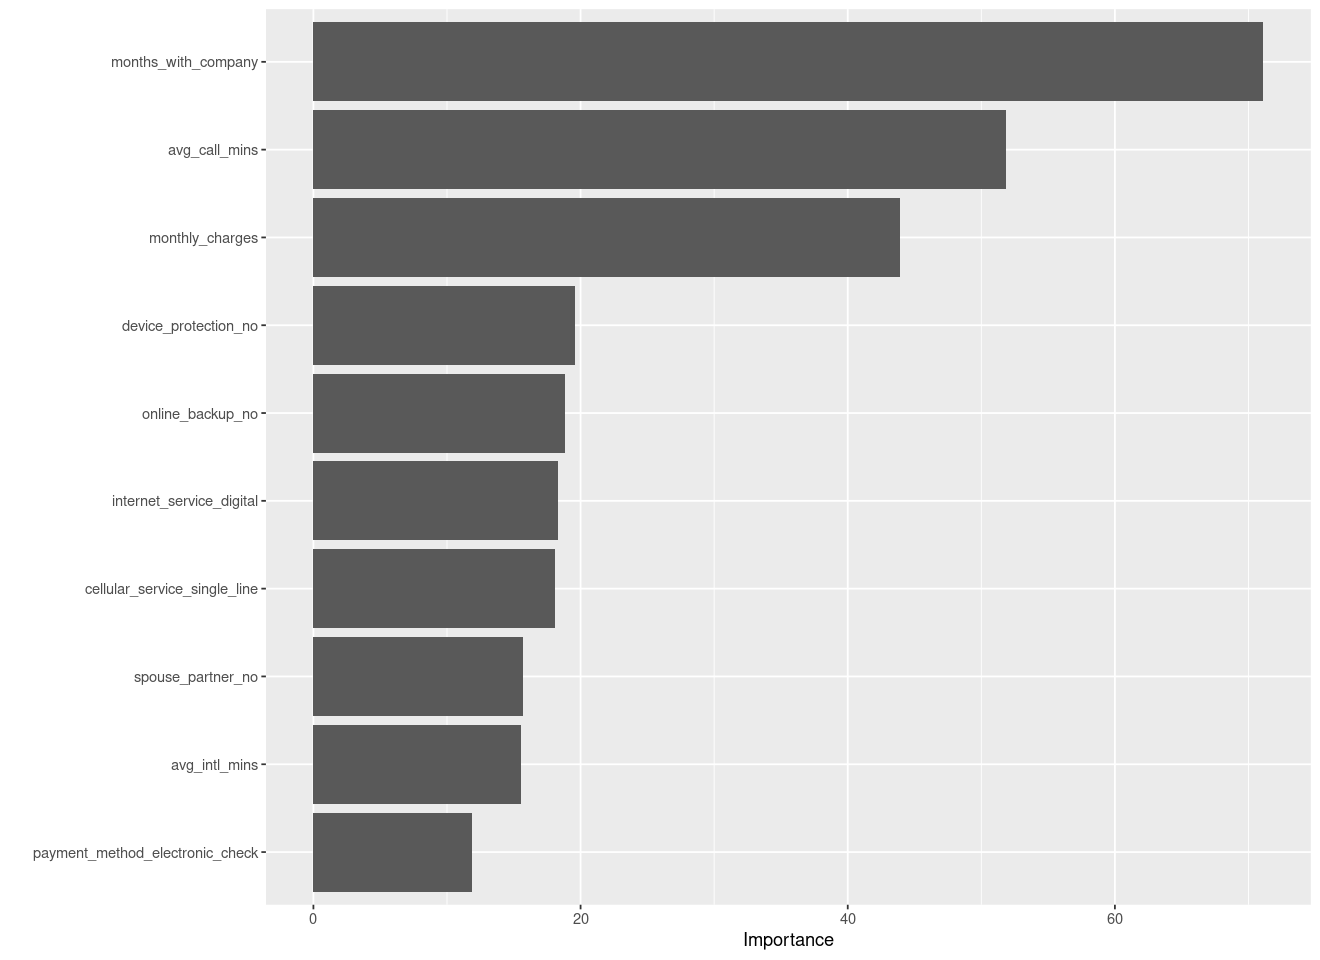 months_with_company
avg_call_mins
monthly_charges
device_protection_no
online_backup_no
internet_service_digital
cellular_service_single_line
spouse_partner_no
avg_intl_mins
payment_method_electronic_check
0 20 40 60
Importance